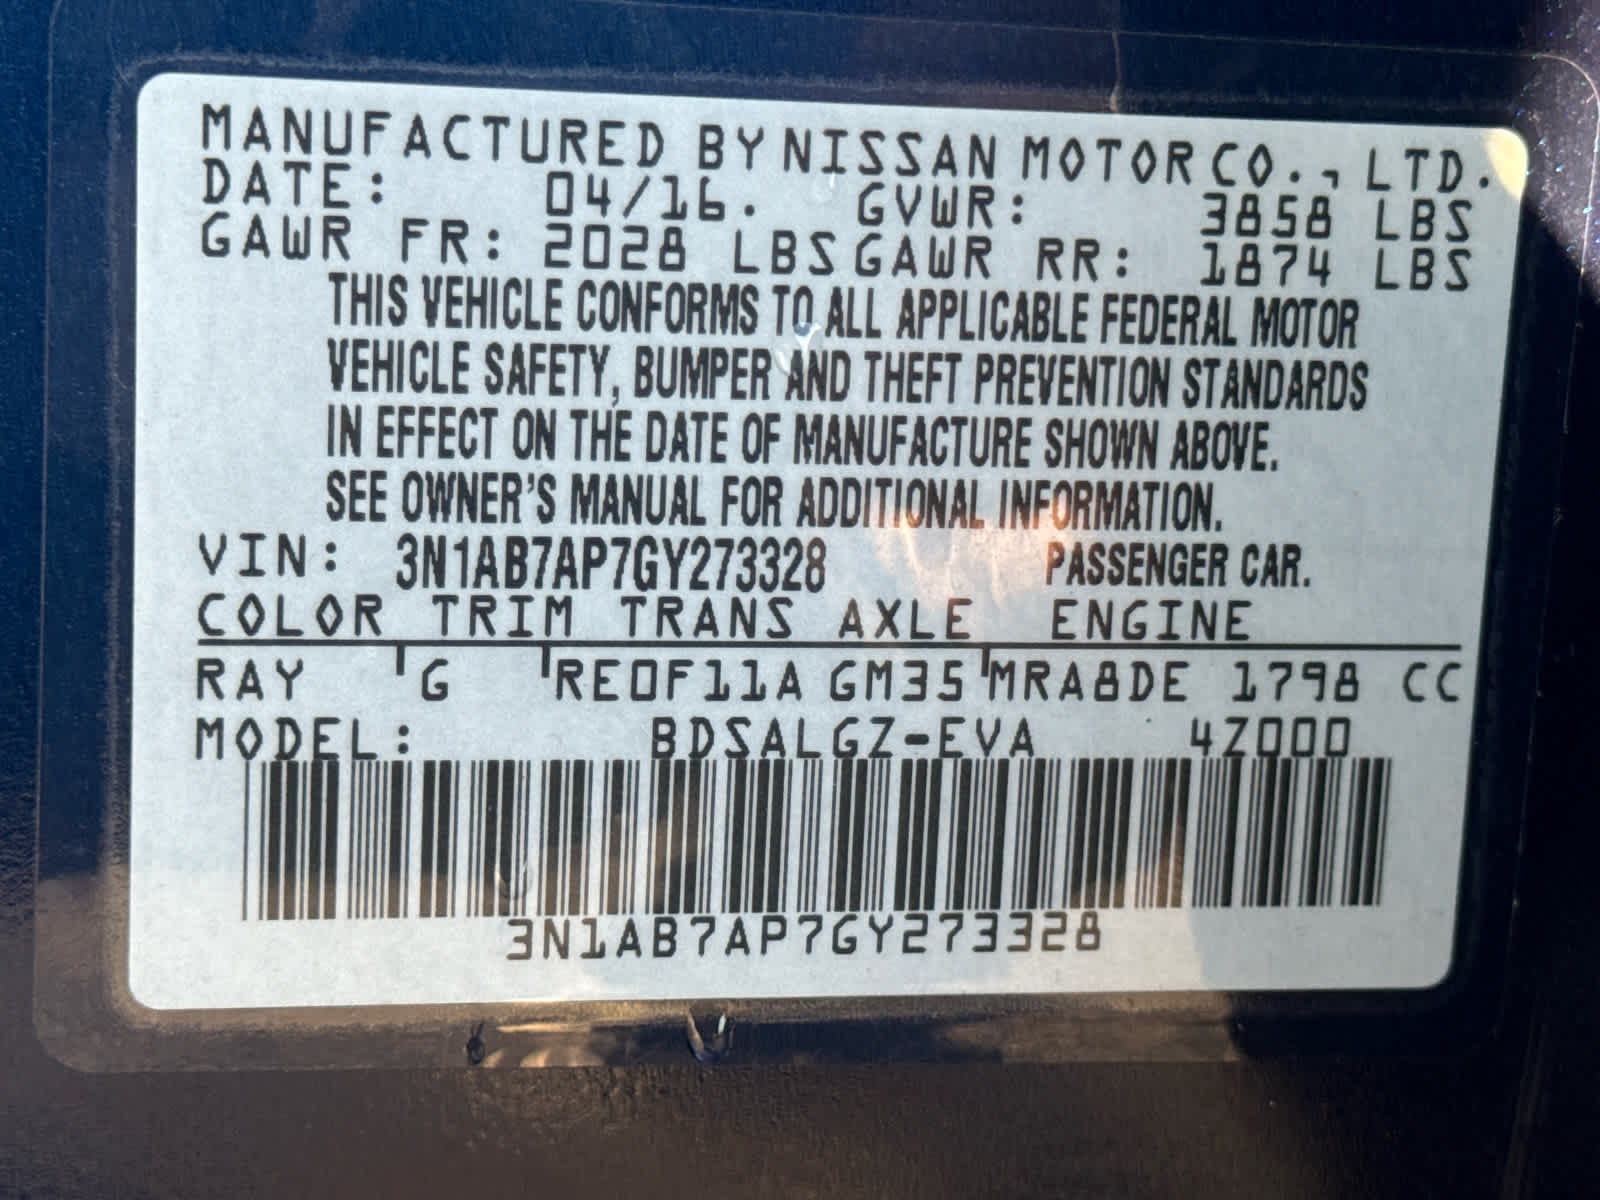 MANUFACTURED BY NISSAN MOTOR CO., LTD.
DATE: 04/16. GVWR: 3858 LBS
GAWR FR: 2028 LBS GAWR RR: 1874 LBS
THIS VEHICLE CONFORMS TO ALL APPLICABLE FEDERAL MOTOR
VEHICLE SAFETY, BUMPER AND THEFT PREVENTION STANDARDS
IN EFFECT ON THE DATE OF MANUFACTURE SHOWN ABOVE.
SEE OWNER'S MANUAL FOR ADDITIONAL INFORMATION.
VIN: 3N1AB7AP7GY273328 PASSENGER CAR.
COLOR TRIM TRANS AXLE ENGINE
RAY G RE0F11A GM35 MRA8DE 1798 CC
MODEL: BDSALGZ-EVA 4Z000
3N1AB7AP7GY273328